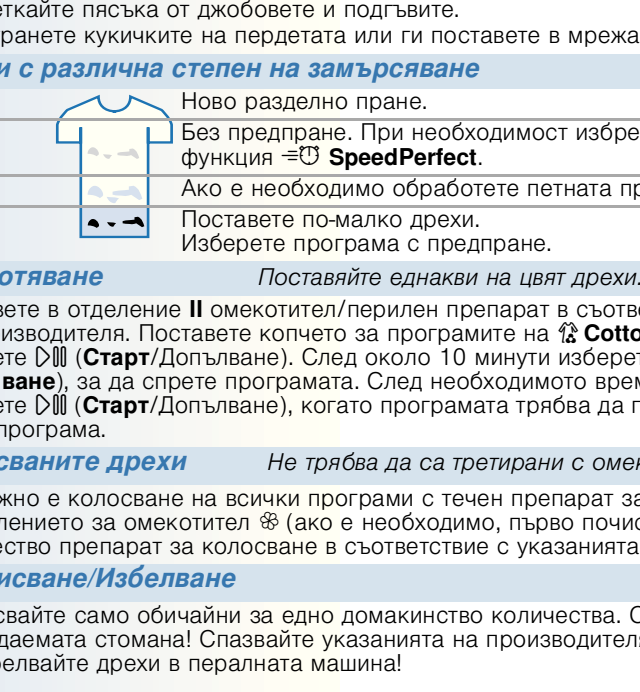 еткайте пясъка от джобовете и подгъвите.
ранете кукичките на пердетата или ги поставете в мрежа
и с различна степен на замърсяване
Ново разделно пране.
Без предпране. При необходимост избре
функция SpeedPerfect.
Ако е необходимо обработете петната пр
Поставете по-малко дрехи.
Изберете програма с предпране.
отяване Поставяйте еднакви на цвят дрехи.
вете в отделение II омекотител/перилен препарат в съотве
оизводителя. Поставете копчето за програмите на Cotto
ете (Старт/Допълване). След около 10 минути изберет
ване), за да спрете програмата. След необходимото врем
ете (Старт/Допълване), когато програмата трябва да п
програма.
сваните дрехи Не трябва да са третирани с омек
жно е колосване на всички програми с течен препарат за
лението за омекотител (ако е необходимо, първо почис
ество препарат за колосване в съответствие с указанията
исване/Избелване
свайте само обичайни за едно домакинство количества. С
даемата стомана! Спазвайте указанията на производителя
елвайте дрехи в пералната машина!